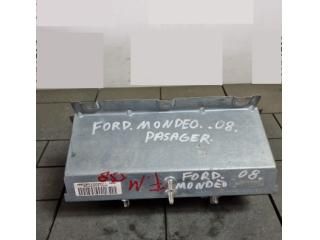 FORD. MONDEO..08.
PASAGER.
FORD. 08.
MONDEO
F.M